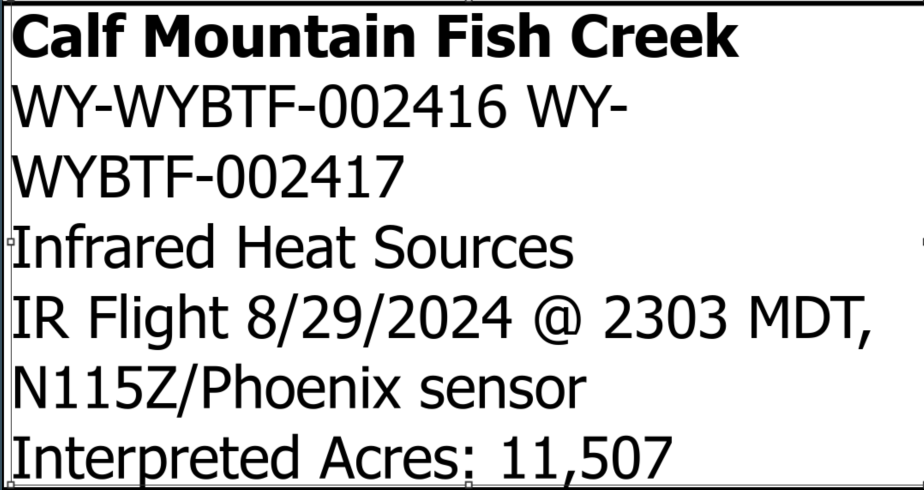 Calf Mountain Fish Creek
WY-WYBTF-002416 WY-
WYBTF-002417
Infrared Heat Sources
IR Flight 8/29/2024 @ 2303 MDT,
N115Z/Phoenix sensor
Interpreted Acres: 11,507